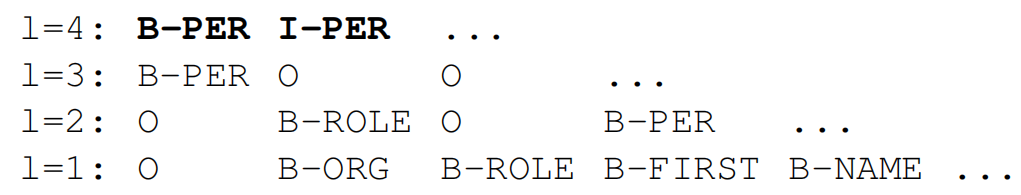 l=4: B-PER I-PER ...
l=3: B-PER O O ...
l=2: O B-ROLE O B-PER ...
l=1: O B-ORG B-ROLE B-FIRST B-NAME ...